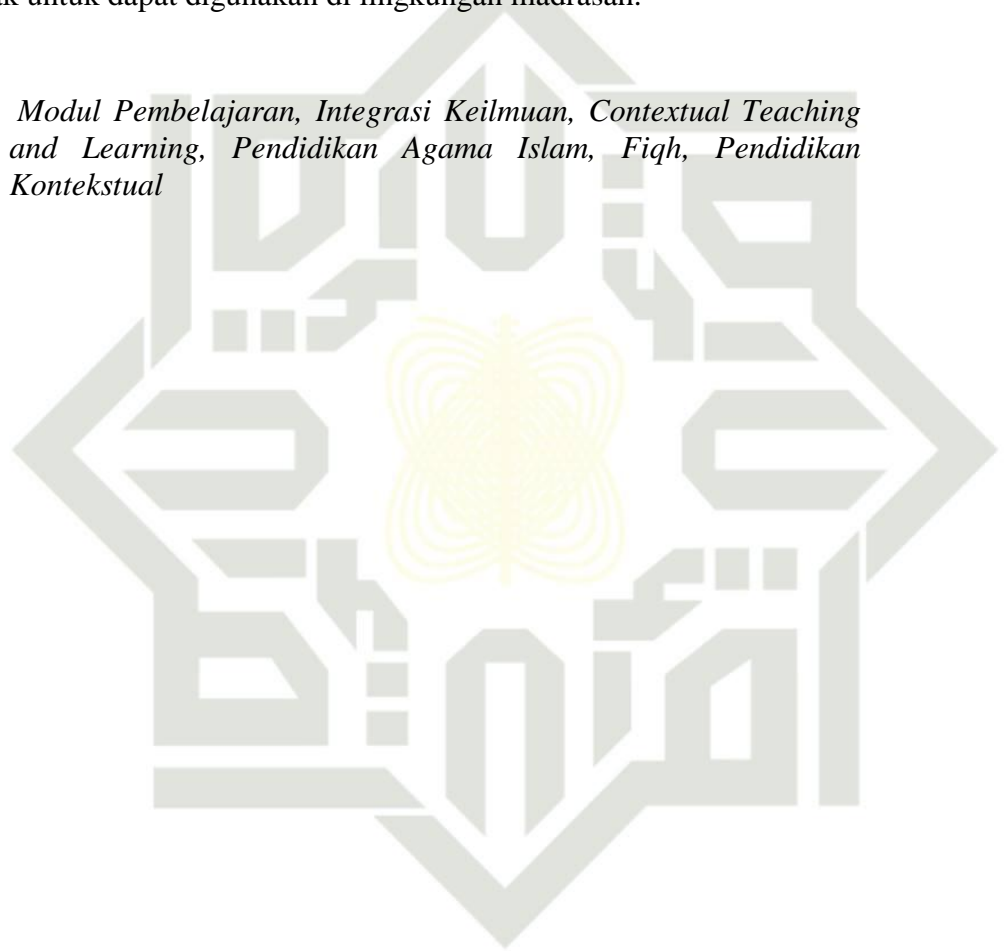 untuk dapat digunakan di lingkungan madrasah.
Modul Pembelajaran, Integrasi Keilmuan, Contextual Teaching
and Learning, Pendidikan Agama Islam, Fiqh, Pendidikan
Kontekstual